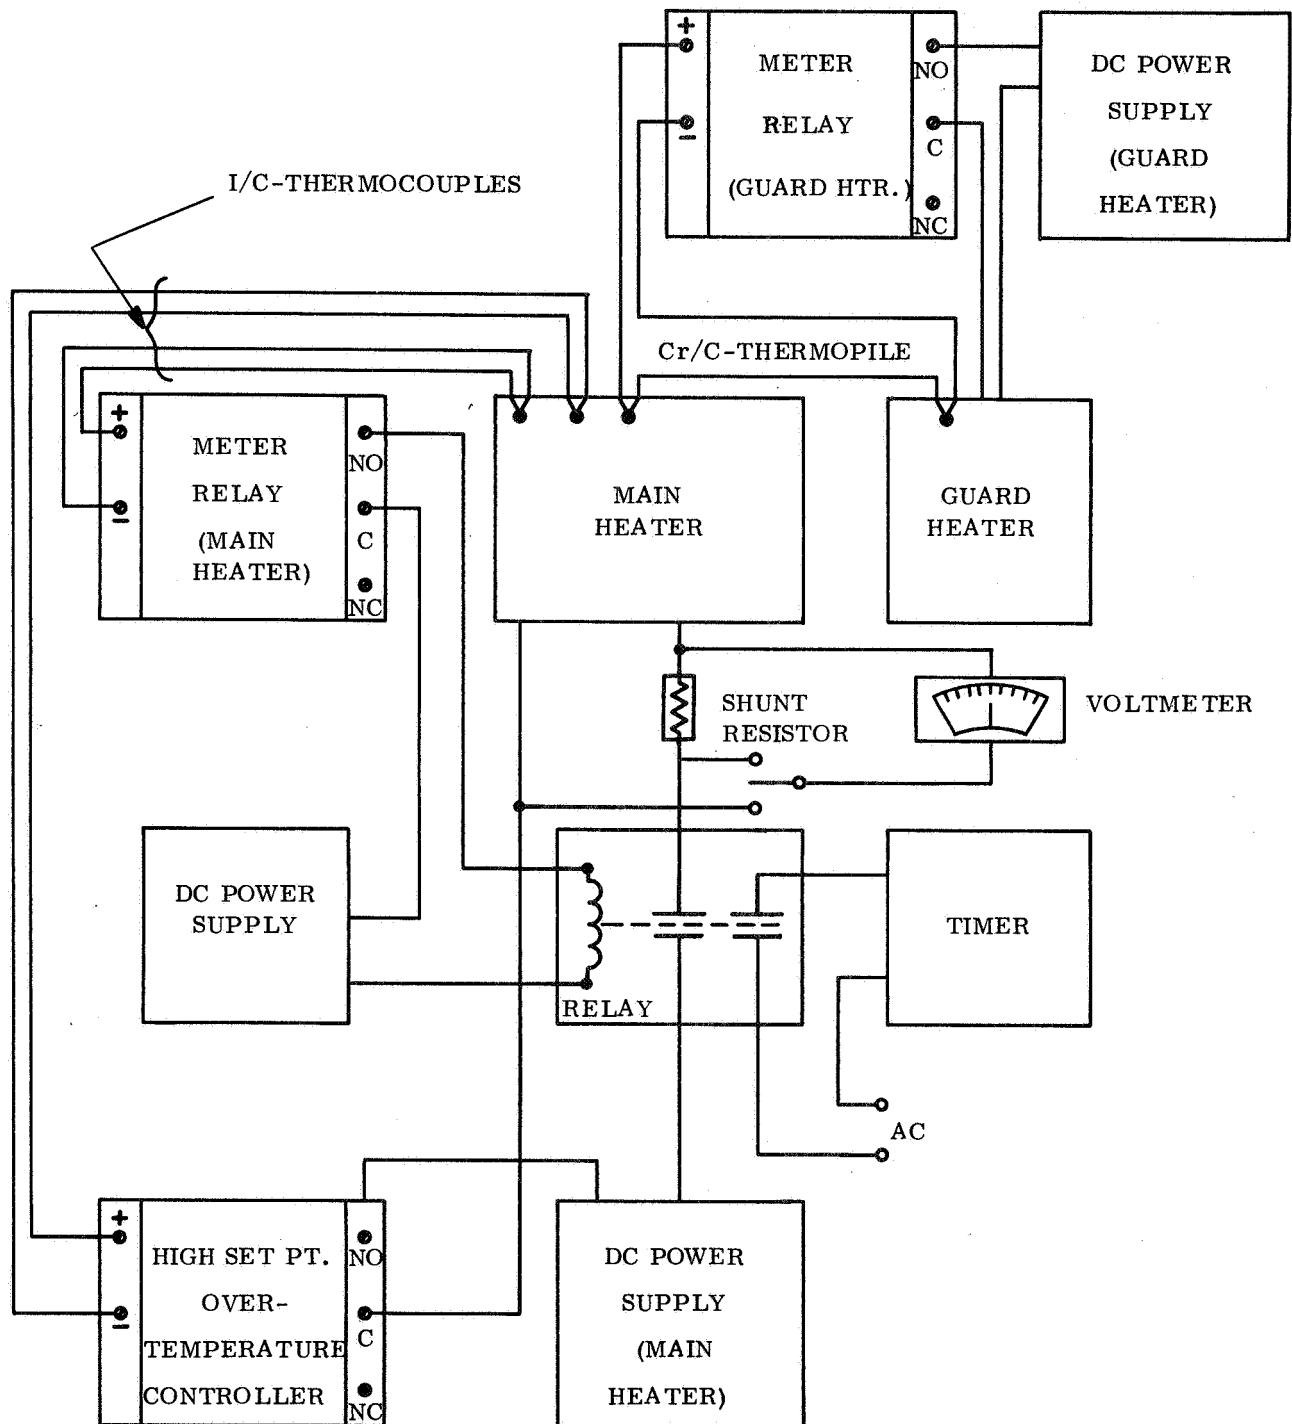 +
−
METER
RELAY
(GUARD HTR.)
NO
C
NC
DC POWER
SUPPLY
(GUARD
HEATER)
I/C-THERMOCOUPLES
Cr/C-THERMOPILE
+
−
METER
RELAY
(MAIN
HEATER)
NO
C
NC
MAIN
HEATER
GUARD
HEATER
SHUNT
RESISTOR
VOLTMETER
DC POWER
SUPPLY
RELAY
TIMER
AC
+
−
HIGH SET PT.
OVER-
TEMPERATURE
CONTROLLER
NO
C
NC
DC POWER
SUPPLY
(MAIN
HEATER)